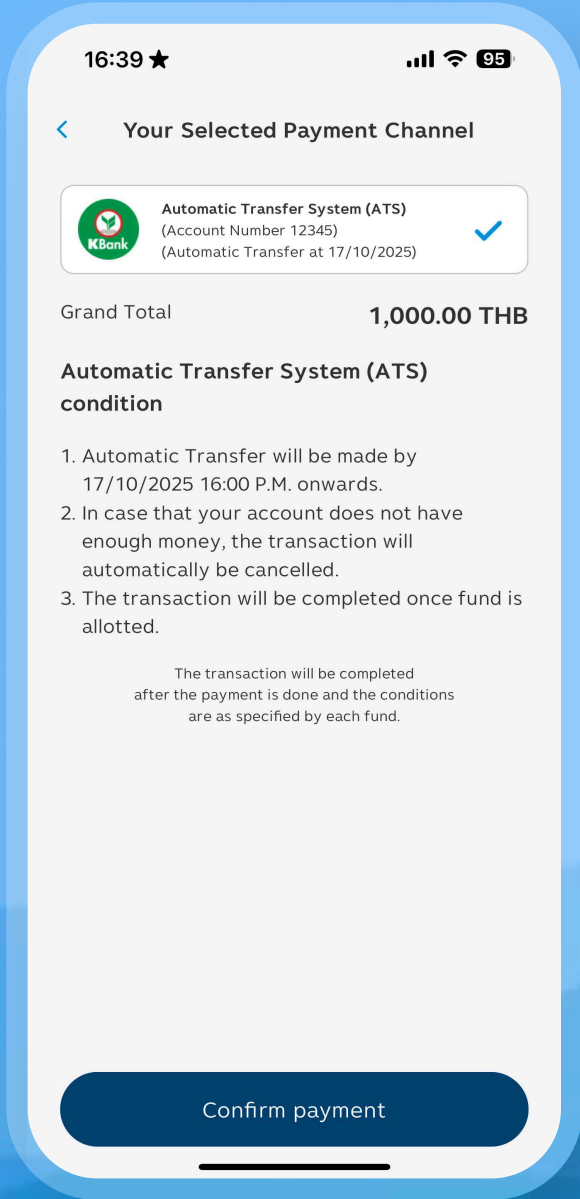 16:39
95
Your Selected Payment Channel
KBank
Automatic Transfer System (ATS)
(Account Number 12345)
(Automatic Transfer at 17/10/2025)
Grand Total
1,000.00 THB
Automatic Transfer System (ATS)
condition
1. Automatic Transfer will be made by
17/10/2025 16:00 P.M. onwards.
2. In case that your account does not have
enough money, the transaction will
automatically be cancelled.
3. The transaction will be completed once fund is
allotted.
The transaction will be completed
after the payment is done and the conditions
are as specified by each fund.
Confirm payment